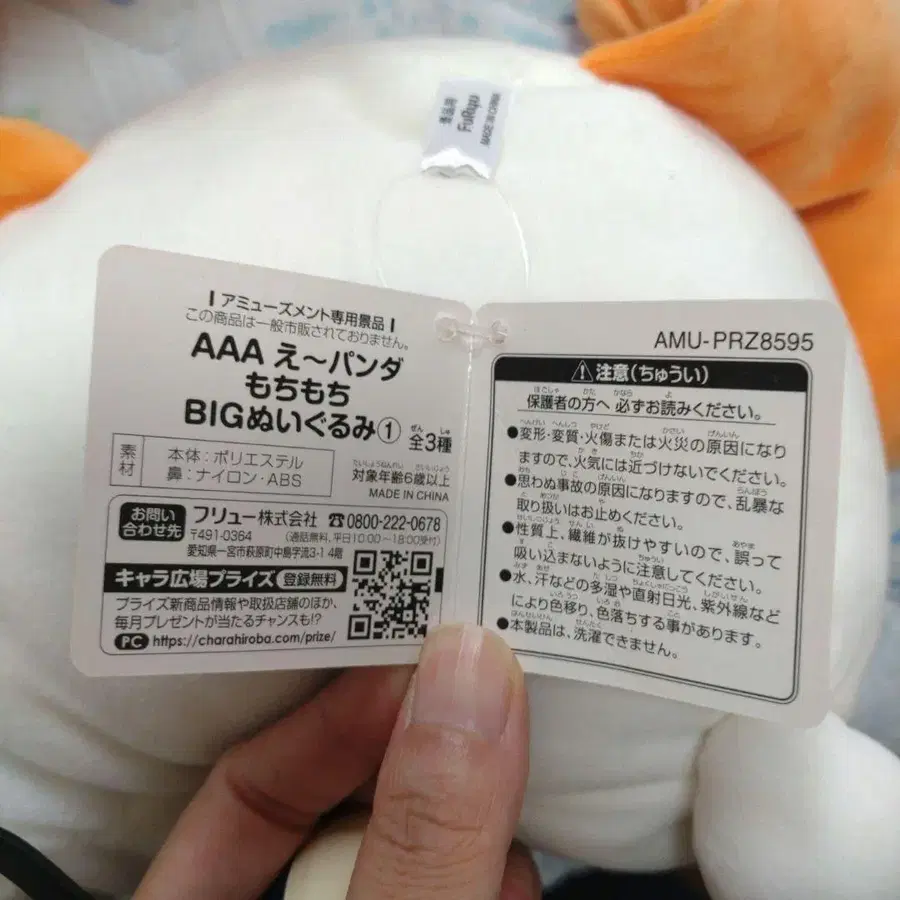 景品用
FuRyu
MADE IN CHINA
アミューズメント専用景品
この商品は一般市販されておりません。
AAA え〜パンダ
もちもち
BIGぬいぐるみ①
全3種
素材
本体:ポリエステル
鼻:ナイロン・ABS
対象年齢6歳以上
MADE IN CHINA
お問い合わせ先
フリュー株式会社 ☎0800-222-0678
〒491-0364 (通話無料、平日10:00〜18:00受付)
愛知県一宮市萩原町中島字流3-1 4階
キャラ広場プライズ 登録無料
プライズ新商品情報や取扱店舗のほか、
毎月プレゼントが当たるチャンスも!?
PC https://charahiroba.com/prize/
AMU-PRZ8595
⚠注意(ちゅうい)
保護者の方へ 必ずお読みください。
●変形・変質・火傷または火災の原因になり
ますので、火気には近づけないでください。
●思わぬ事故の原因になりますので、乱暴な
取り扱いはお止めください。
●性質上、繊維が抜けやすいので、誤って
吸い込まないように注意してください。
●水、汗などの多湿や直射日光、紫外線など
により色移り、色落ちする事があります。
●本製品は、洗濯できません。